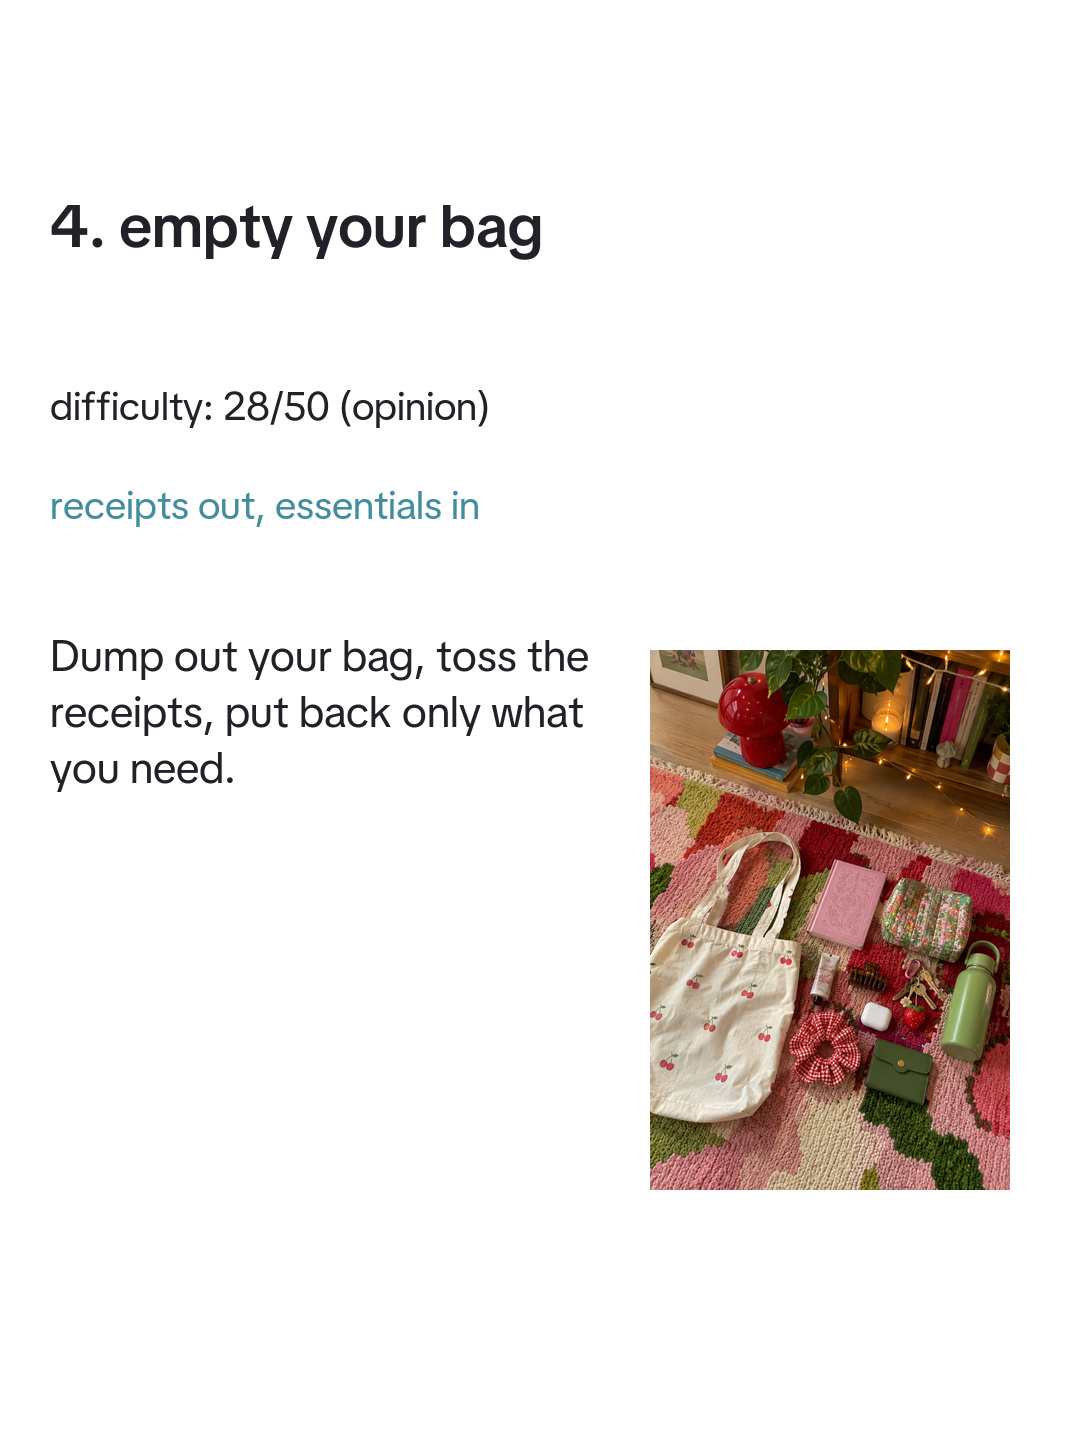 4. empty your bag
difficulty: 28/50 (opinion)
receipts out, essentials in
Dump out your bag, toss the
receipts, put back only what
you need.